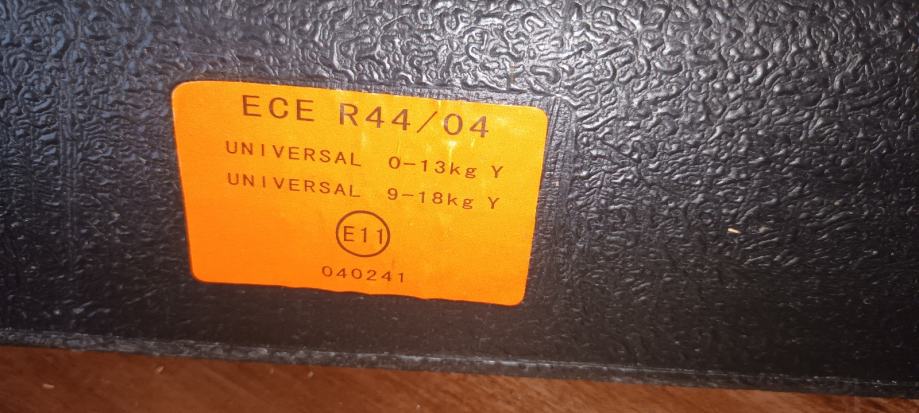 ECE R44/04
UNIVERSAL 0-13kg Y
UNIVERSAL 9-18kg Y
E11
040241